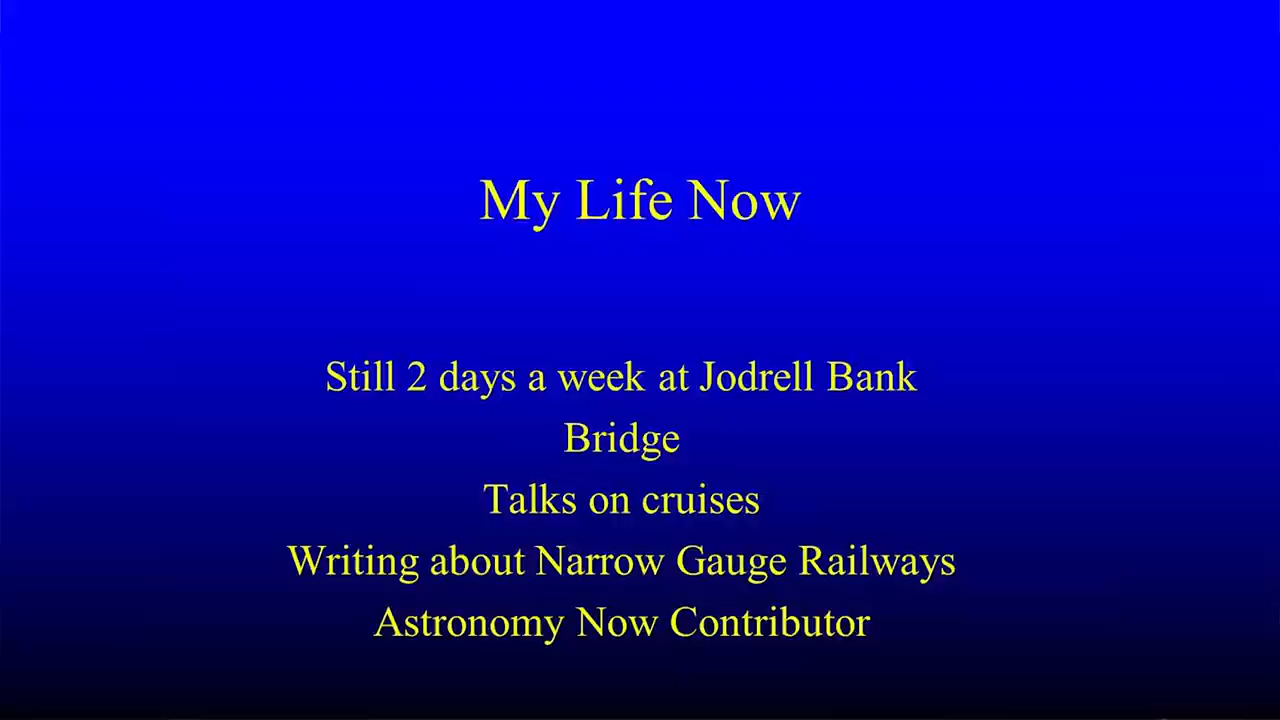 My Life Now
Still 2 days a week at Jodrell Bank
Bridge
Talks on cruises
Writing about Narrow Gauge Railways
Astronomy Now Contributor